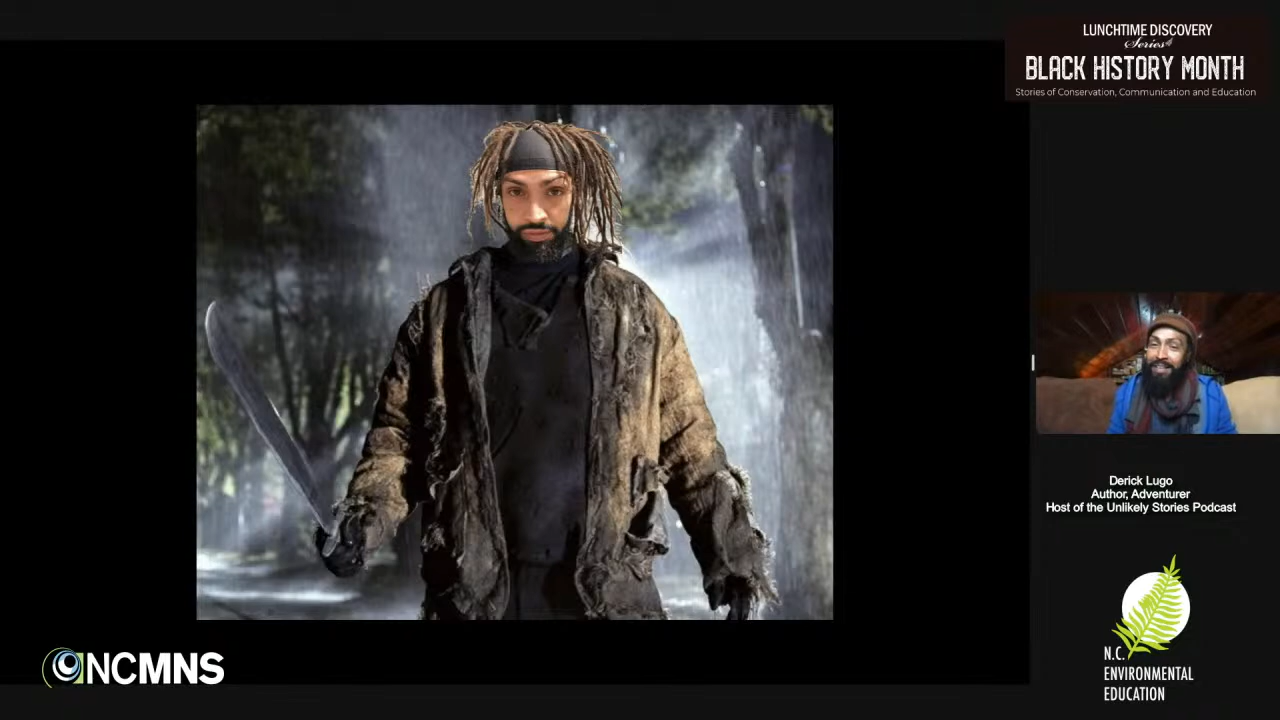 LUNCHTIME DISCOVERY
Series
BLACK HISTORY MONTH
Stories of Conservation, Communication and Education
Derick Lugo
Author, Adventurer
Host of the Unlikely Stories Podcast
NCMNS
N.C.
ENVIRONMENTAL
EDUCATION